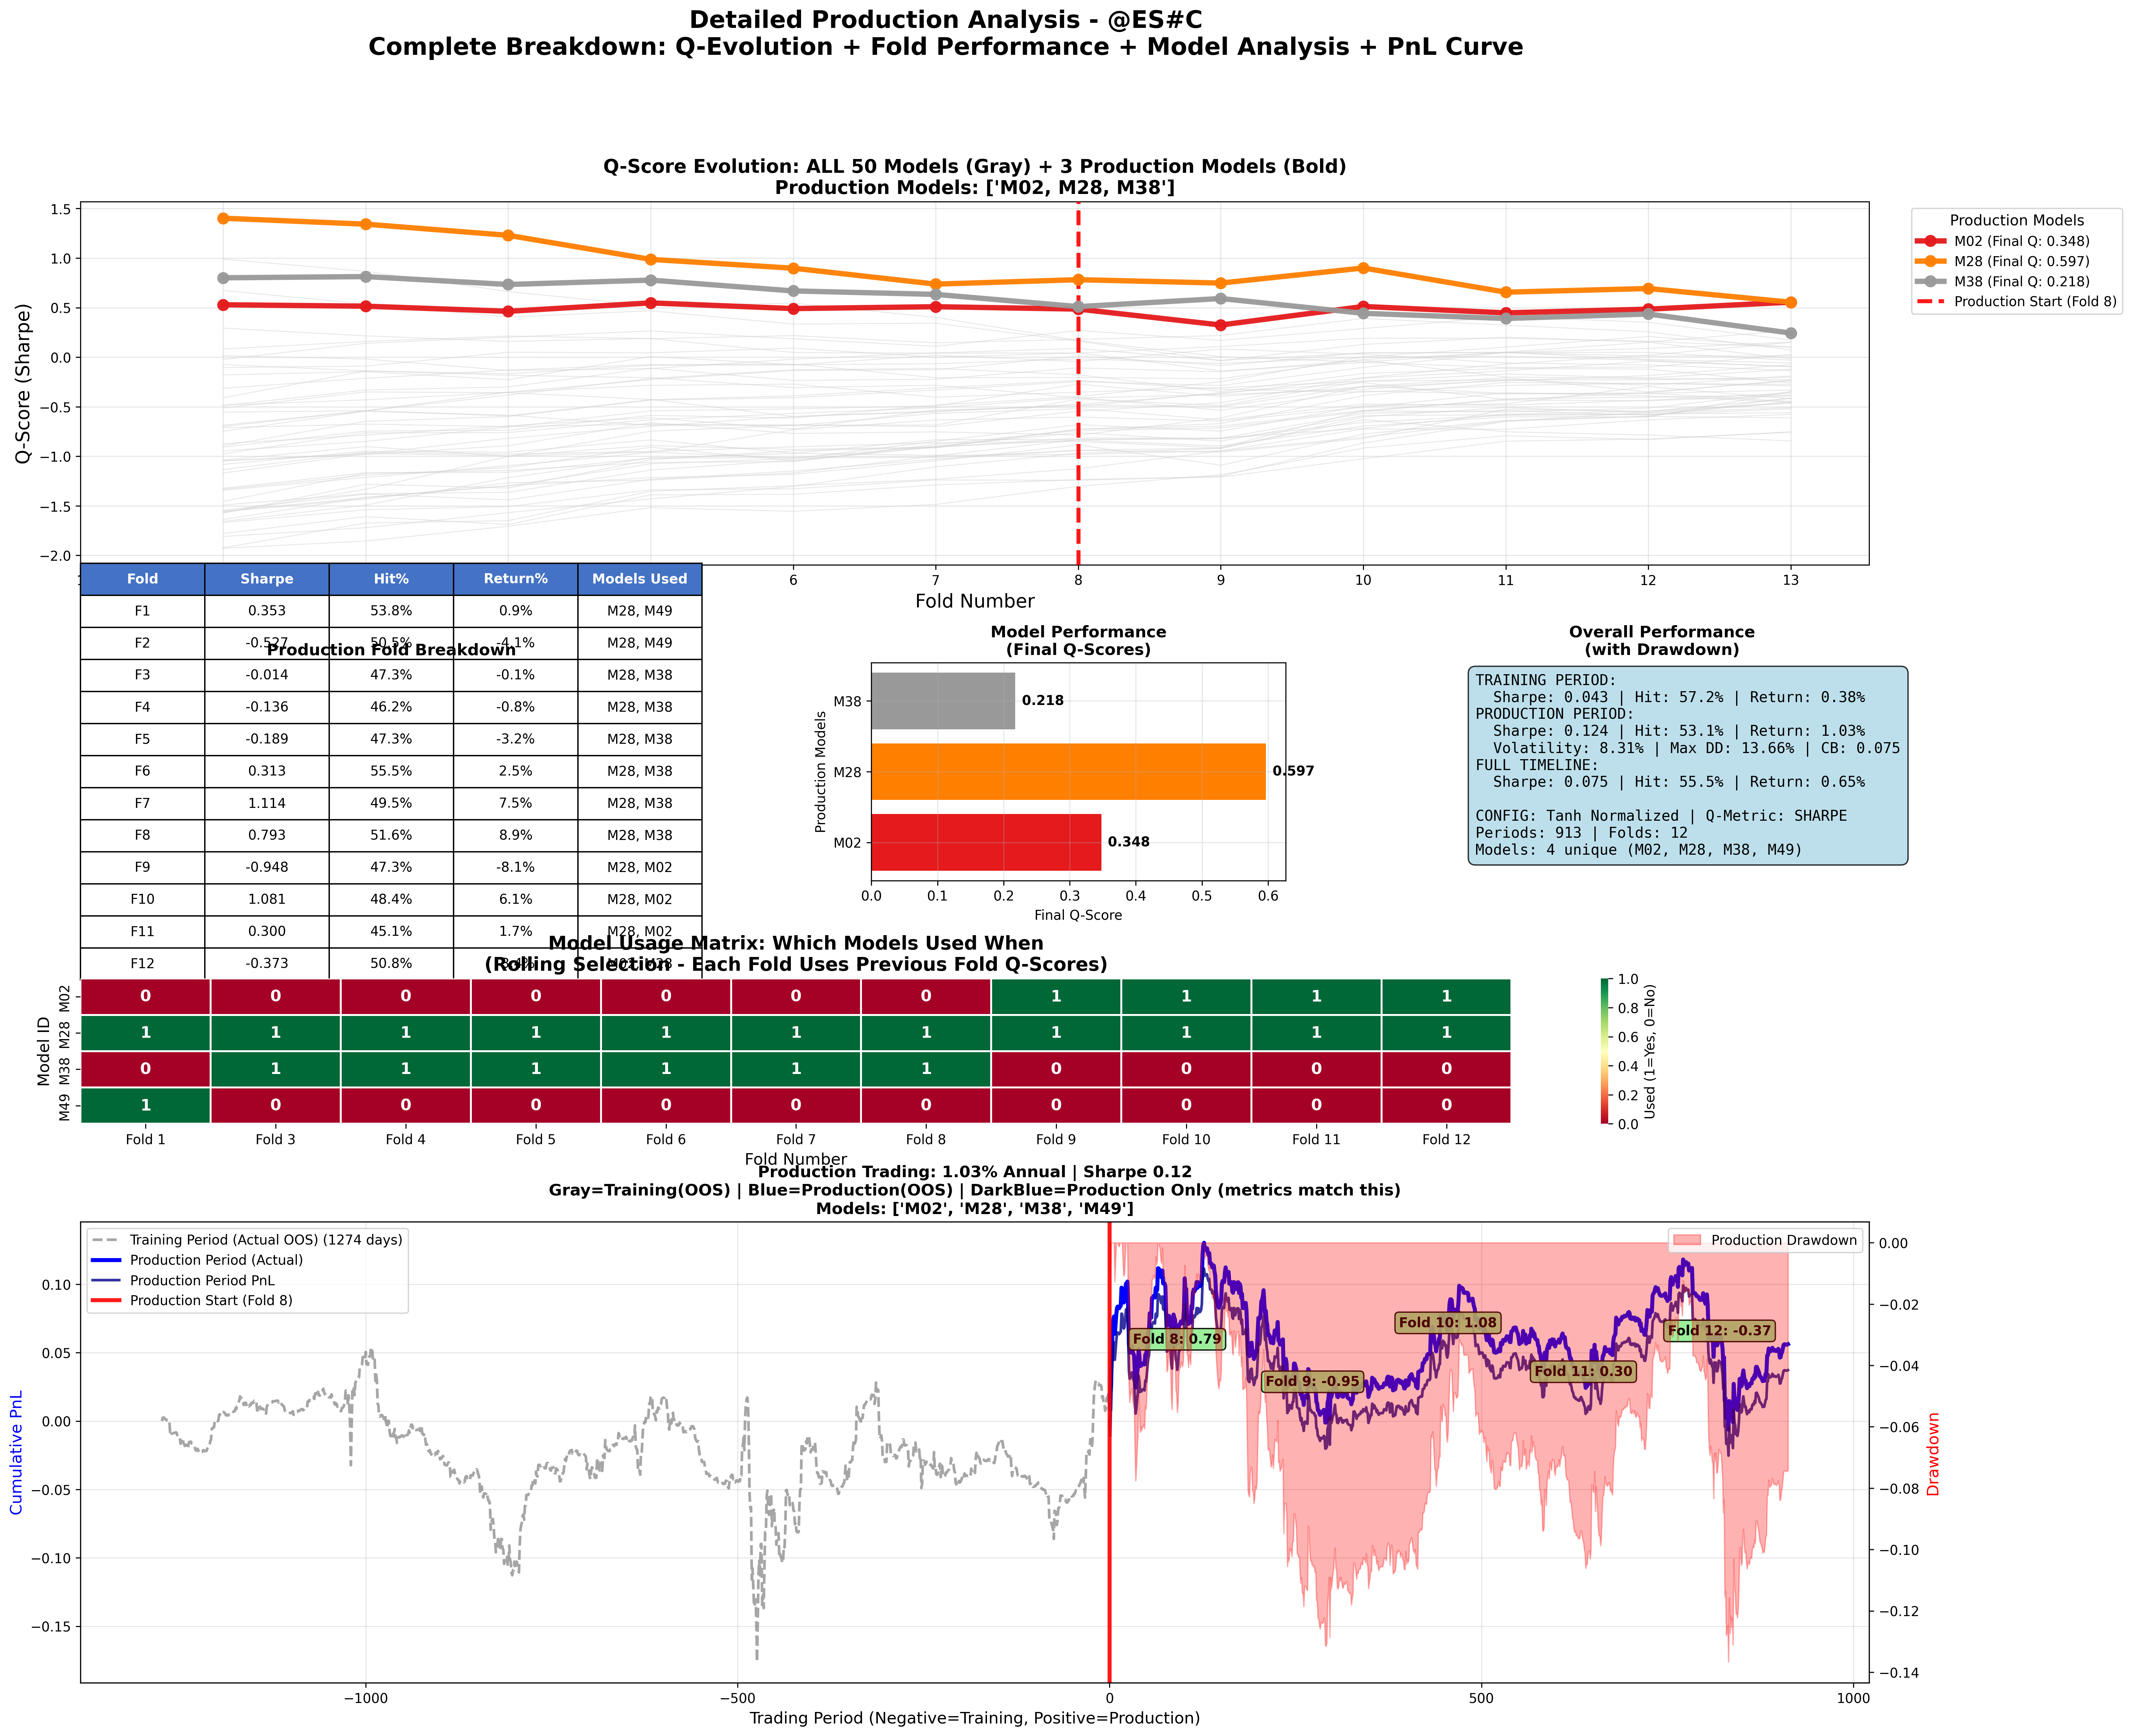 Detailed Production Analysis - @ES#C
Complete Breakdown: Q-Evolution + Fold Performance + Model Analysis + PnL Curve
Q-Score Evolution: ALL 50 Models (Gray) + 3 Production Models (Bold)
Production Models: ['M02, M28, M38']
Q-Score (Sharpe)
1.5
1.0
0.5
0.0
−0.5
−1.0
−1.5
−2.0
6 7 8 9 10 11 12 13
Fold Number
Production Models
M02 (Final Q: 0.348)
M28 (Final Q: 0.597)
M38 (Final Q: 0.218)
Production Start (Fold 8)
Production Fold Breakdown
Fold Sharpe Hit% Return% Models Used
F1 0.353 53.8% 0.9% M28, M49
F2 -0.527 50.5% -4.1% M28, M49
F3 -0.014 47.3% -0.1% M28, M38
F4 -0.136 46.2% -0.8% M28, M38
F5 -0.189 47.3% -3.2% M28, M38
F6 0.313 55.5% 2.5% M28, M38
F7 1.114 49.5% 7.5% M28, M38
F8 0.793 51.6% 8.9% M28, M38
F9 -0.948 47.3% -8.1% M28, M02
F10 1.081 48.4% 6.1% M28, M02
F11 0.300 45.1% 1.7% M28, M02
F12 -0.373 50.8% M02, M28
Model Performance
(Final Q-Scores)
Production Models
M38 0.218
M28 0.597
M02 0.348
0.0 0.1 0.2 0.3 0.4 0.5 0.6
Final Q-Score
Overall Performance
(with Drawdown)
TRAINING PERIOD:
Sharpe: 0.043 | Hit: 57.2% | Return: 0.38%
PRODUCTION PERIOD:
Sharpe: 0.124 | Hit: 53.1% | Return: 1.03%
Volatility: 8.31% | Max DD: 13.66% | CB: 0.075
FULL TIMELINE:
Sharpe: 0.075 | Hit: 55.5% | Return: 0.65%
CONFIG: Tanh Normalized | Q-Metric: SHARPE
Periods: 913 | Folds: 12
Models: 4 unique (M02, M28, M38, M49)
Model Usage Matrix: Which Models Used When
(Rolling Selection - Each Fold Uses Previous Fold Q-Scores)
Model ID
M02 0 0 0 0 0 0 0 1 1 1 1
M28 1 1 1 1 1 1 1 1 1 1 1
M38 0 1 1 1 1 1 1 0 0 0 0
M49 1 0 0 0 0 0 0 0 0 0 0
Fold 1 Fold 3 Fold 4 Fold 5 Fold 6 Fold 7 Fold 8 Fold 9 Fold 10 Fold 11 Fold 12
Fold Number
1.0
0.8
0.6
0.4
0.2
0.0
Used (1=Yes, 0=No)
Production Trading: 1.03% Annual | Sharpe 0.12
Gray=Training(OOS) | Blue=Production(OOS) | DarkBlue=Production Only (metrics match this)
Models: ['M02', 'M28', 'M38', 'M49']
Training Period (Actual OOS) (1274 days)
Production Period (Actual)
Production Period PnL
Production Start (Fold 8)
Production Drawdown
Cumulative PnL
0.10
0.05
0.00
−0.05
−0.10
−0.15
Fold 8: 0.79
Fold 9: -0.95
Fold 10: 1.08
Fold 11: 0.30
Fold 12: -0.37
0.00
−0.02
−0.04
−0.06
−0.08
−0.10
−0.12
−0.14
Drawdown
−1000 −500 0 500 1000
Trading Period (Negative=Training, Positive=Production)